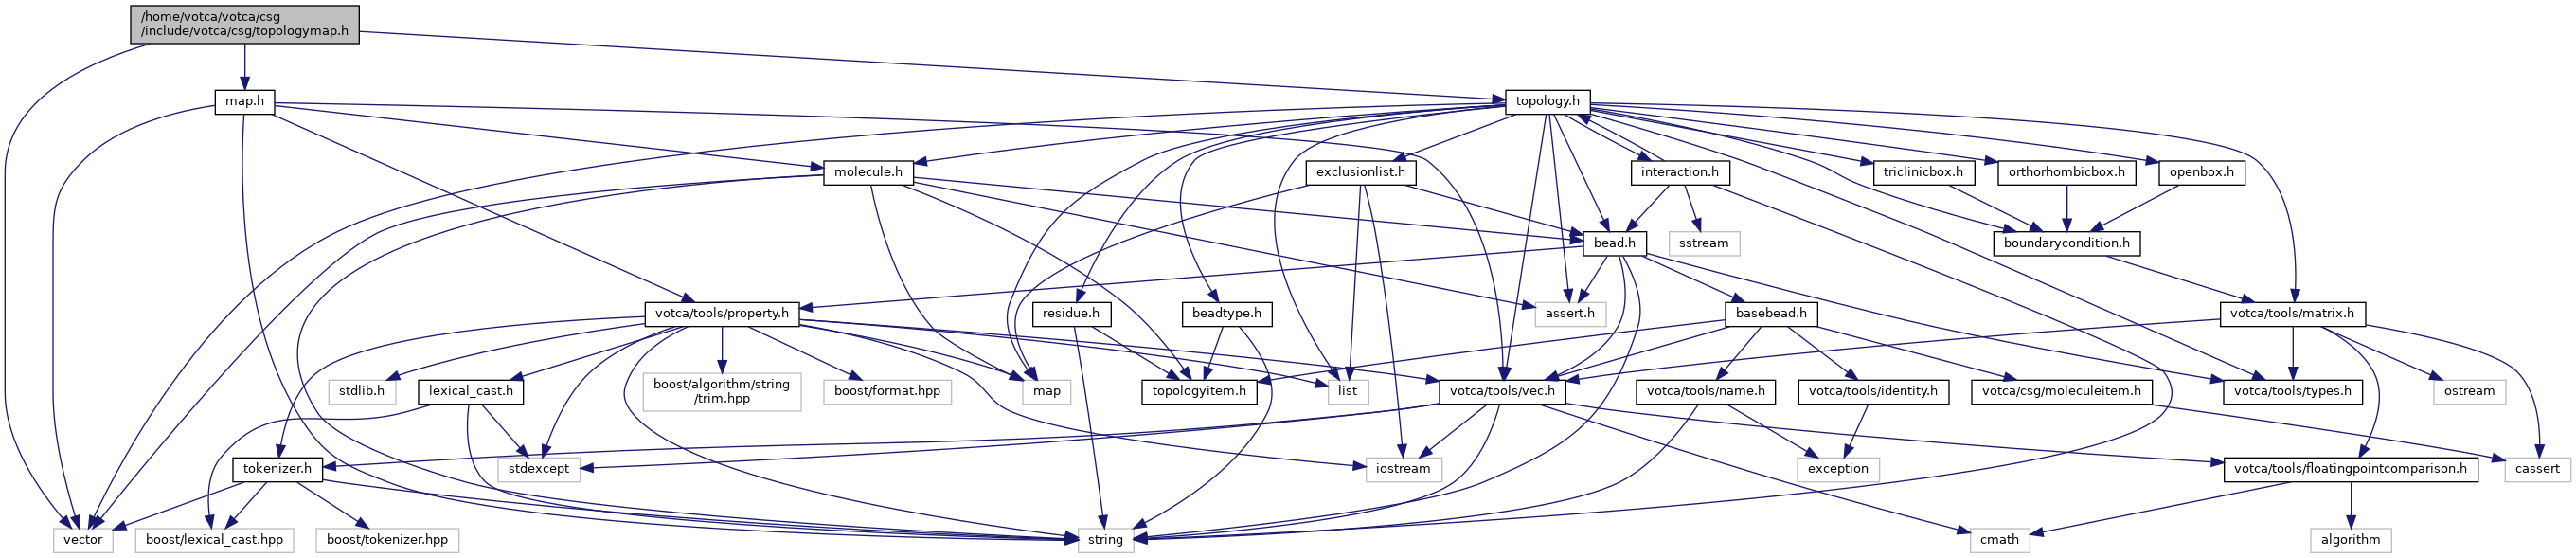 /home/votca/votca/csg
/include/votca/csg/topologymap.h
map.h
topology.h
molecule.h
exclusionlist.h
interaction.h
triclinicbox.h
orthorhombicbox.h
openbox.h
bead.h
sstream
boundarycondition.h
votca/tools/property.h
residue.h
beadtype.h
assert.h
basebead.h
votca/tools/matrix.h
stdlib.h
lexical_cast.h
boost/algorithm/string
/trim.hpp
boost/format.hpp
map
topologyitem.h
list
votca/tools/vec.h
votca/tools/name.h
votca/tools/identity.h
votca/csg/moleculeitem.h
votca/tools/types.h
ostream
tokenizer.h
stdexcept
iostream
exception
votca/tools/floatingpointcomparison.h
cassert
vector
boost/lexical_cast.hpp
boost/tokenizer.hpp
string
cmath
algorithm